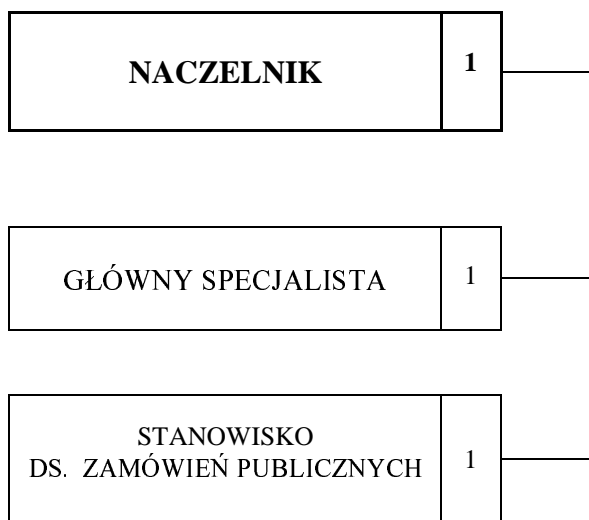 NACZELNIK 1
GŁÓWNY SPECJALISTA 1
STANOWISKO
DS. ZAMÓWIEŃ PUBLICZNYCH 1